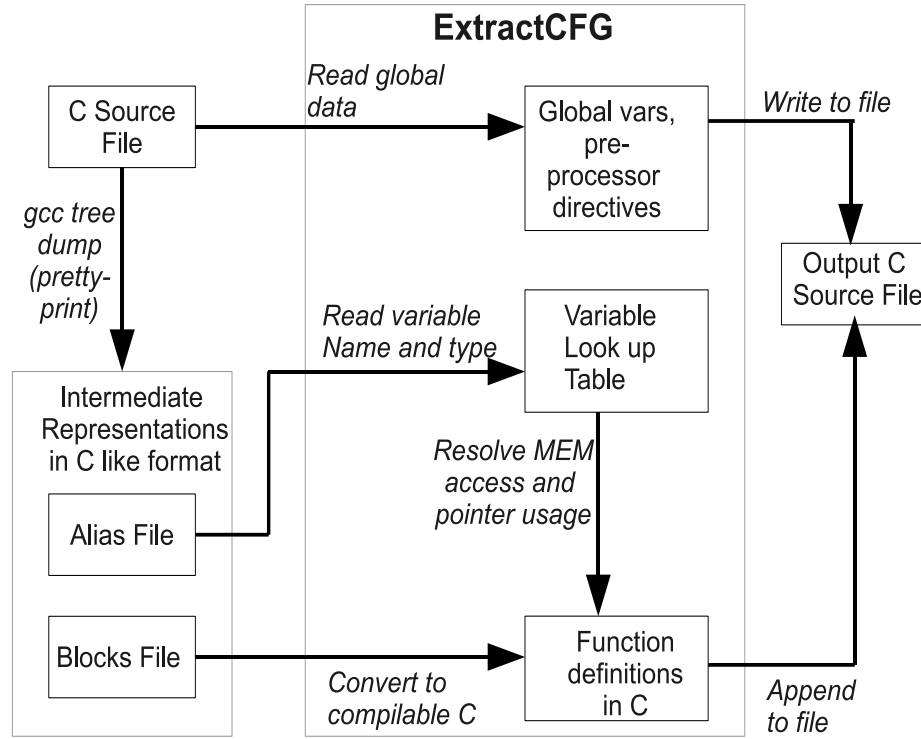 ExtractCFG
C Source
File
Read global
data
Global vars,
pre-
processor
directives
Write to file
gcc tree
dump
(pretty-
print)
Output C
Source File
Read variable
Name and type
Variable
Look up
Table
Intermediate
Representations
in C like format
Resolve MEM
access and
pointer usage
Alias File
Blocks File
Convert to
compilable C
Function
definitions
in C
Append
to file